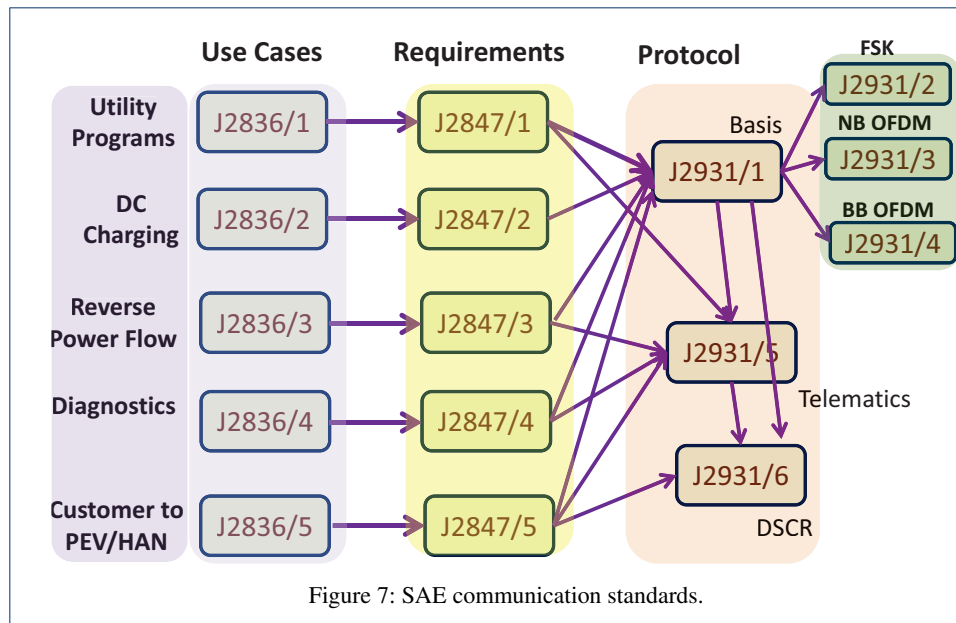 Use Cases
Requirements
Protocol
FSK
Utility
Programs
J2836/1
J2847/1
Basis
J2931/1
J2931/2
NB OFDM
J2931/3
DC
Charging
J2836/2
J2847/2
BB OFDM
J2931/4
Reverse
Power Flow
J2836/3
J2847/3
J2931/5
Telematics
Diagnostics
J2836/4
J2847/4
J2931/6
DSCR
Customer to
PEV/HAN
J2836/5
J2847/5
Figure 7: SAE communication standards.